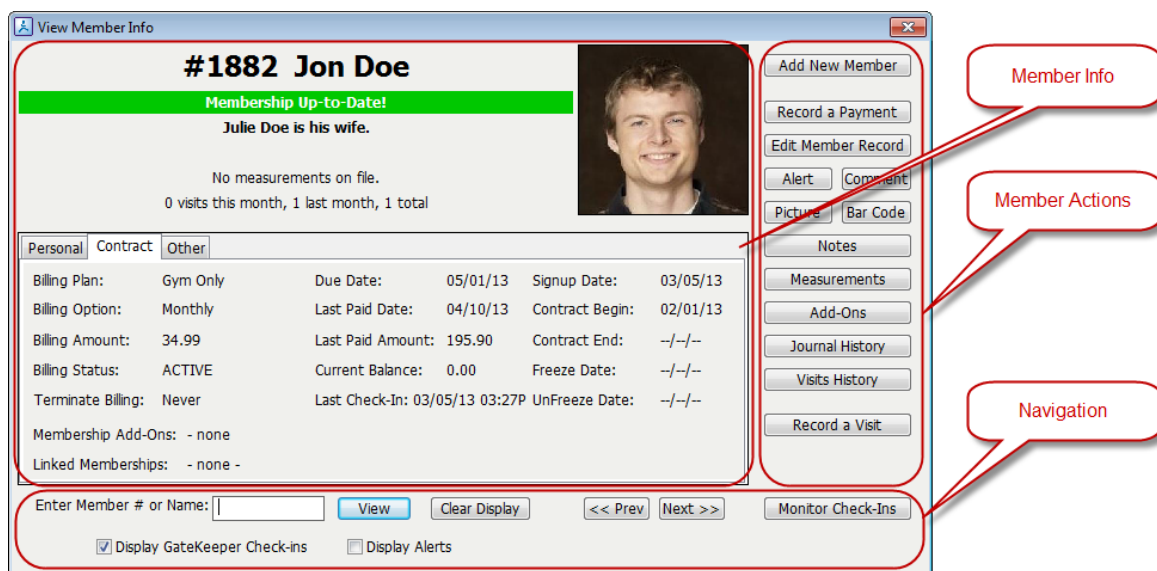 View Member Info
#1882 Jon Doe
Membership Up-to-Date!
Julie Doe is his wife.
No measurements on file.
0 visits this month, 1 last month, 1 total
Personal Contract Other
Billing Plan: Gym Only Due Date: 05/01/13 Signup Date: 03/05/13
Billing Option: Monthly Last Paid Date: 04/10/13 Contract Begin: 02/01/13
Billing Amount: 34.99 Last Paid Amount: 195.90 Contract End: --/--/--
Billing Status: ACTIVE Current Balance: 0.00 Freeze Date: --/--/--
Terminate Billing: Never Last Check-In: 03/05/13 03:27P UnFreeze Date: --/--/--
Membership Add-Ons: - none
Linked Memberships: - none -
Add New Member
Record a Payment
Edit Member Record
Alert Comment
Picture Bar Code
Notes
Measurements
Add-Ons
Journal History
Visits History
Record a Visit
Enter Member # or Name: View Clear Display << Prev Next >> Monitor Check-Ins
Display GateKeeper Check-ins Display Alerts
Member Info
Member Actions
Navigation